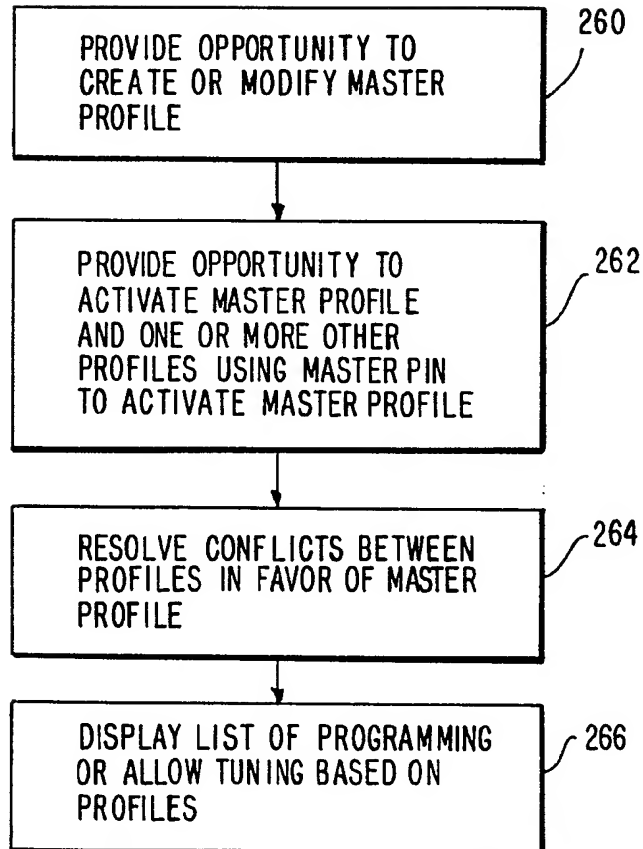 PROVIDE OPPORTUNITY TO
CREATE OR MODIFY MASTER
PROFILE
260
PROVIDE OPPORTUNITY TO
ACTIVATE MASTER PROFILE
AND ONE OR MORE OTHER
PROFILES USING MASTER PIN
TO ACTIVATE MASTER PROFILE
262
RESOLVE CONFLICTS BETWEEN
PROFILES IN FAVOR OF MASTER
PROFILE
264
DISPLAY LIST OF PROGRAMMING
OR ALLOW TUNING BASED ON
PROFILES
266